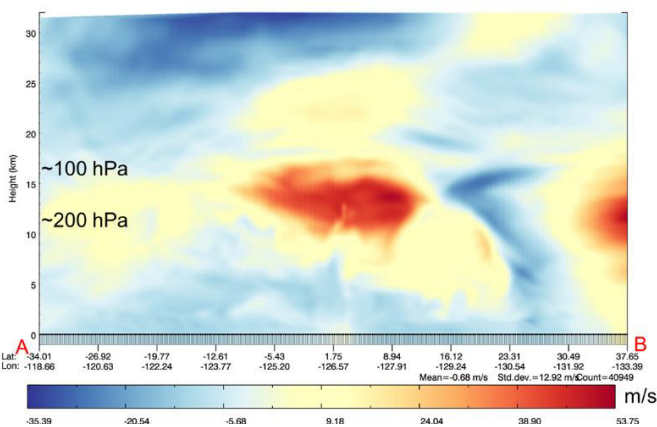 30
25
20
~100 hPa
15
Height (km)
~200 hPa
10
5
0
A
B
Lat: -34.01 -26.92 -19.77 -12.61 -5.43 1.75 8.94 16.12 23.31 30.49 37.65
Lon: -118.66 -120.63 -122.24 -123.77 -125.20 -126.57 -127.91 -129.24 -130.54 -131.92 -133.39
Mean=-0.68 m/s Std.dev.=12.92 m/sCount=40949
m/s
-35.39 -20.54 -5.68 9.18 24.04 38.90 53.75